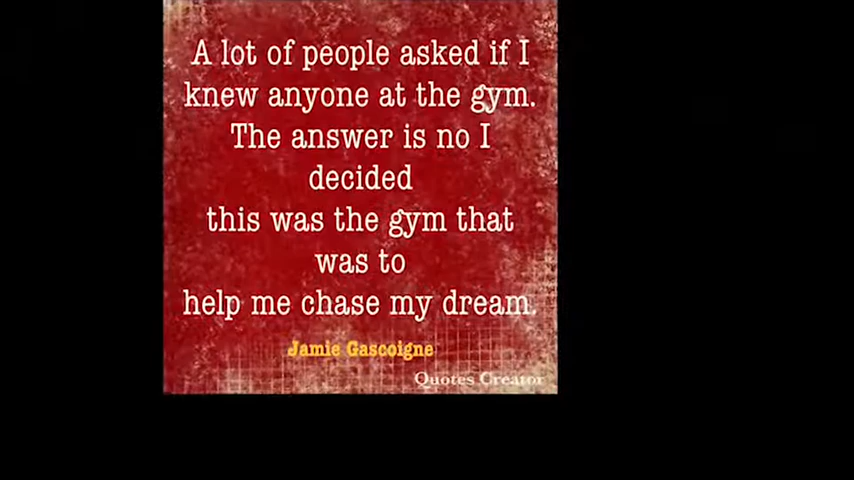 A lot of people asked if I
knew anyone at the gym.
The answer is no I
decided
this was the gym that
was to
help me chase my dream.
Jamie Gascoigne
Quotes Creator